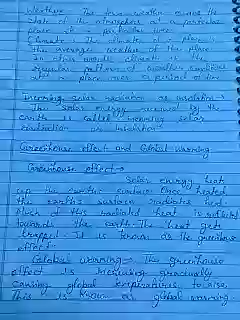 Weather - The term weather means the
state of the atmosphere at a particular
place at a particular time.
Climate - The climate of a place is
the average weather of the place
In other words climate is the
regular pattern of weather conditions
of a place over a period of time
Incoming solar radiation or insolation -
The solar energy received by the
earth is called incoming solar
radiation or insolation
Greenhouse effect and Global warming
Greenhouse effect -
Solar energy heat
up the earth's surface. Once heated
the earth's surface radiates heat
Much of this radiated heat is reflected
towards the earth. The heat gets
trapped. It is known as the greenhouse
effect.
Global warming - The greenhouse
effect is increasing gradually
causing global temperatures to rise.
This is known as global warming.